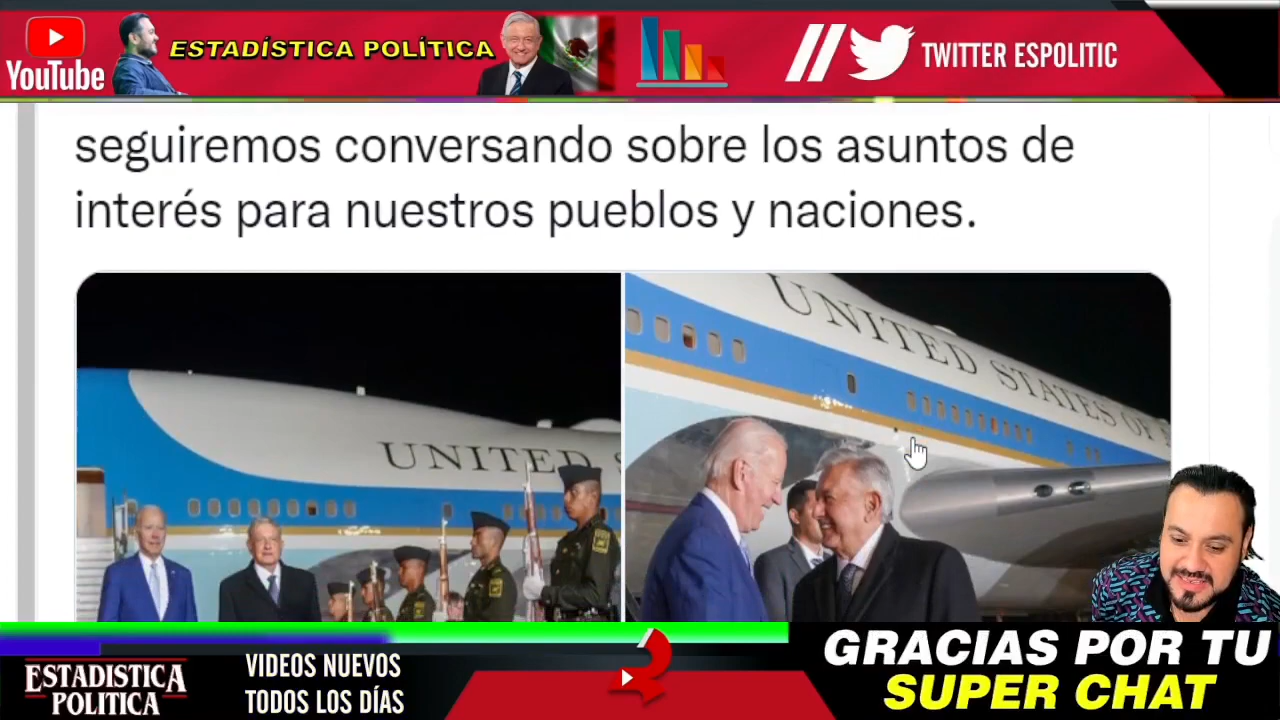 YouTube
ESTADÍSTICA POLÍTICA
TWITTER ESPOLITIC
seguiremos conversando sobre los asuntos de
interés para nuestros pueblos y naciones.
UNITED
UNITED STATES OF
ESTADISTICA
POLITICA
VIDEOS NUEVOS
TODOS LOS DÍAS
GRACIAS POR TU
SUPER CHAT